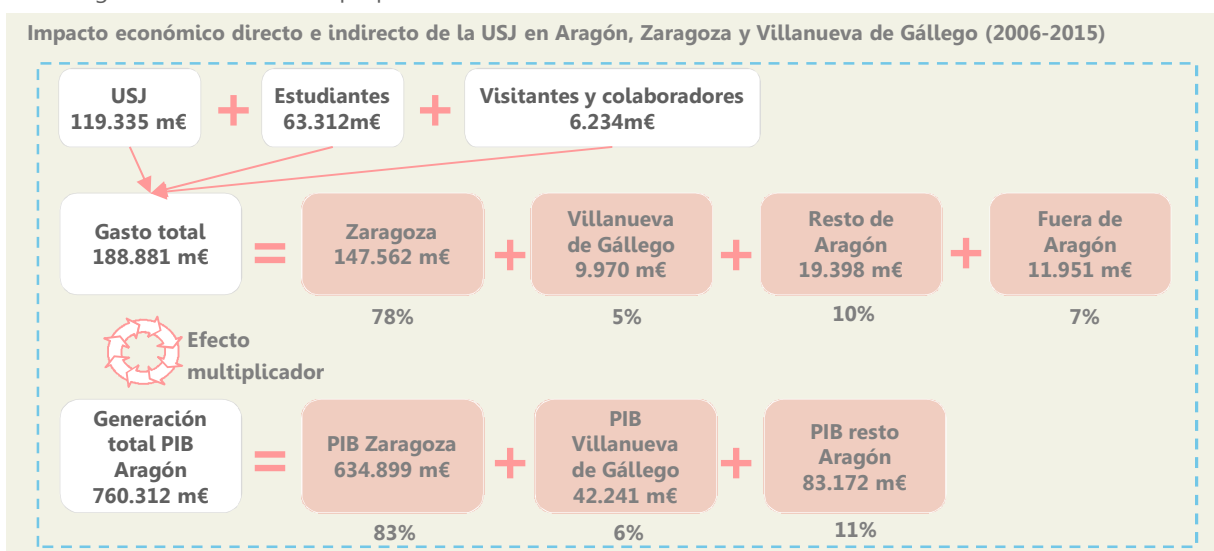 Impacto económico directo e indirecto de la USJ en Aragón, Zaragoza y Villanueva de Gállego (2006-2015)
USJ
119.335 m€
+
Estudiantes
63.312m€
+
Visitantes y colaboradores
6.234m€
Gasto total
188.881 m€
=
Zaragoza
147.562 m€
+
Villanueva
de Gállego
9.970 m€
+
Resto de
Aragón
19.398 m€
+
Fuera de
Aragón
11.951 m€
78%
5%
10%
7%
Efecto
multiplicador
Generación
total PIB
Aragón
760.312 m€
=
PIB Zaragoza
634.899 m€
+
PIB
Villanueva
de Gállego
42.241 m€
+
PIB resto
Aragón
83.172 m€
83%
6%
11%